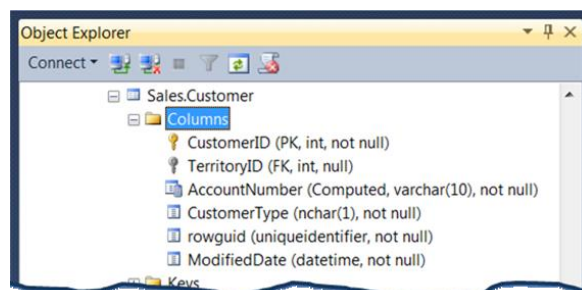 Object Explorer
Connect
Sales.Customer
Columns
CustomerID (PK, int, not null)
TerritoryID (FK, int, null)
AccountNumber (Computed, varchar(10), not null)
CustomerType (nchar(1), not null)
rowguid (uniqueidentifier, not null)
ModifiedDate (datetime, not null)
Keys